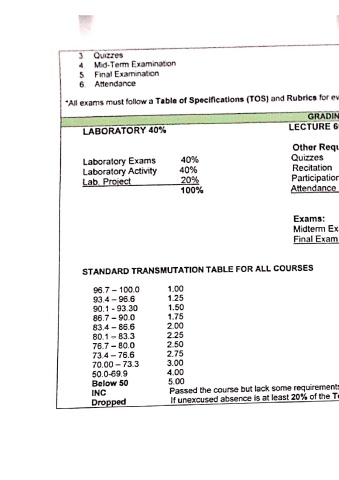 3. Quizzes
4. Mid-Term Examination
5. Final Examination
6. Attendance
*All exams must follow a Table of Specifications (TOS) and Rubrics for
GRADIN
LABORATORY 40%
LECTURE 6
Other Requ
Laboratory Exams 40%
Laboratory Activity 40%
Lab. Project 20%
100%
Quizzes
Recitation
Participation
Attendance
Exams:
Midterm Ex
Final Exam
STANDARD TRANSMUTATION TABLE FOR ALL COURSES
96.7 – 100.0 1.00
93.4 – 96.6 1.25
90.1 - 93.30 1.50
86.7 – 90.0 1.75
83.4 – 86.6 2.00
80.1 – 83.3 2.25
76.7 – 80.0 2.50
73.4 – 76.6 2.75
70.00 – 73.3 3.00
50.0-69.9 4.00
Below 50 5.00
INC Passed the course but lack some requirements
Dropped If unexcused absence is at least 20% of the